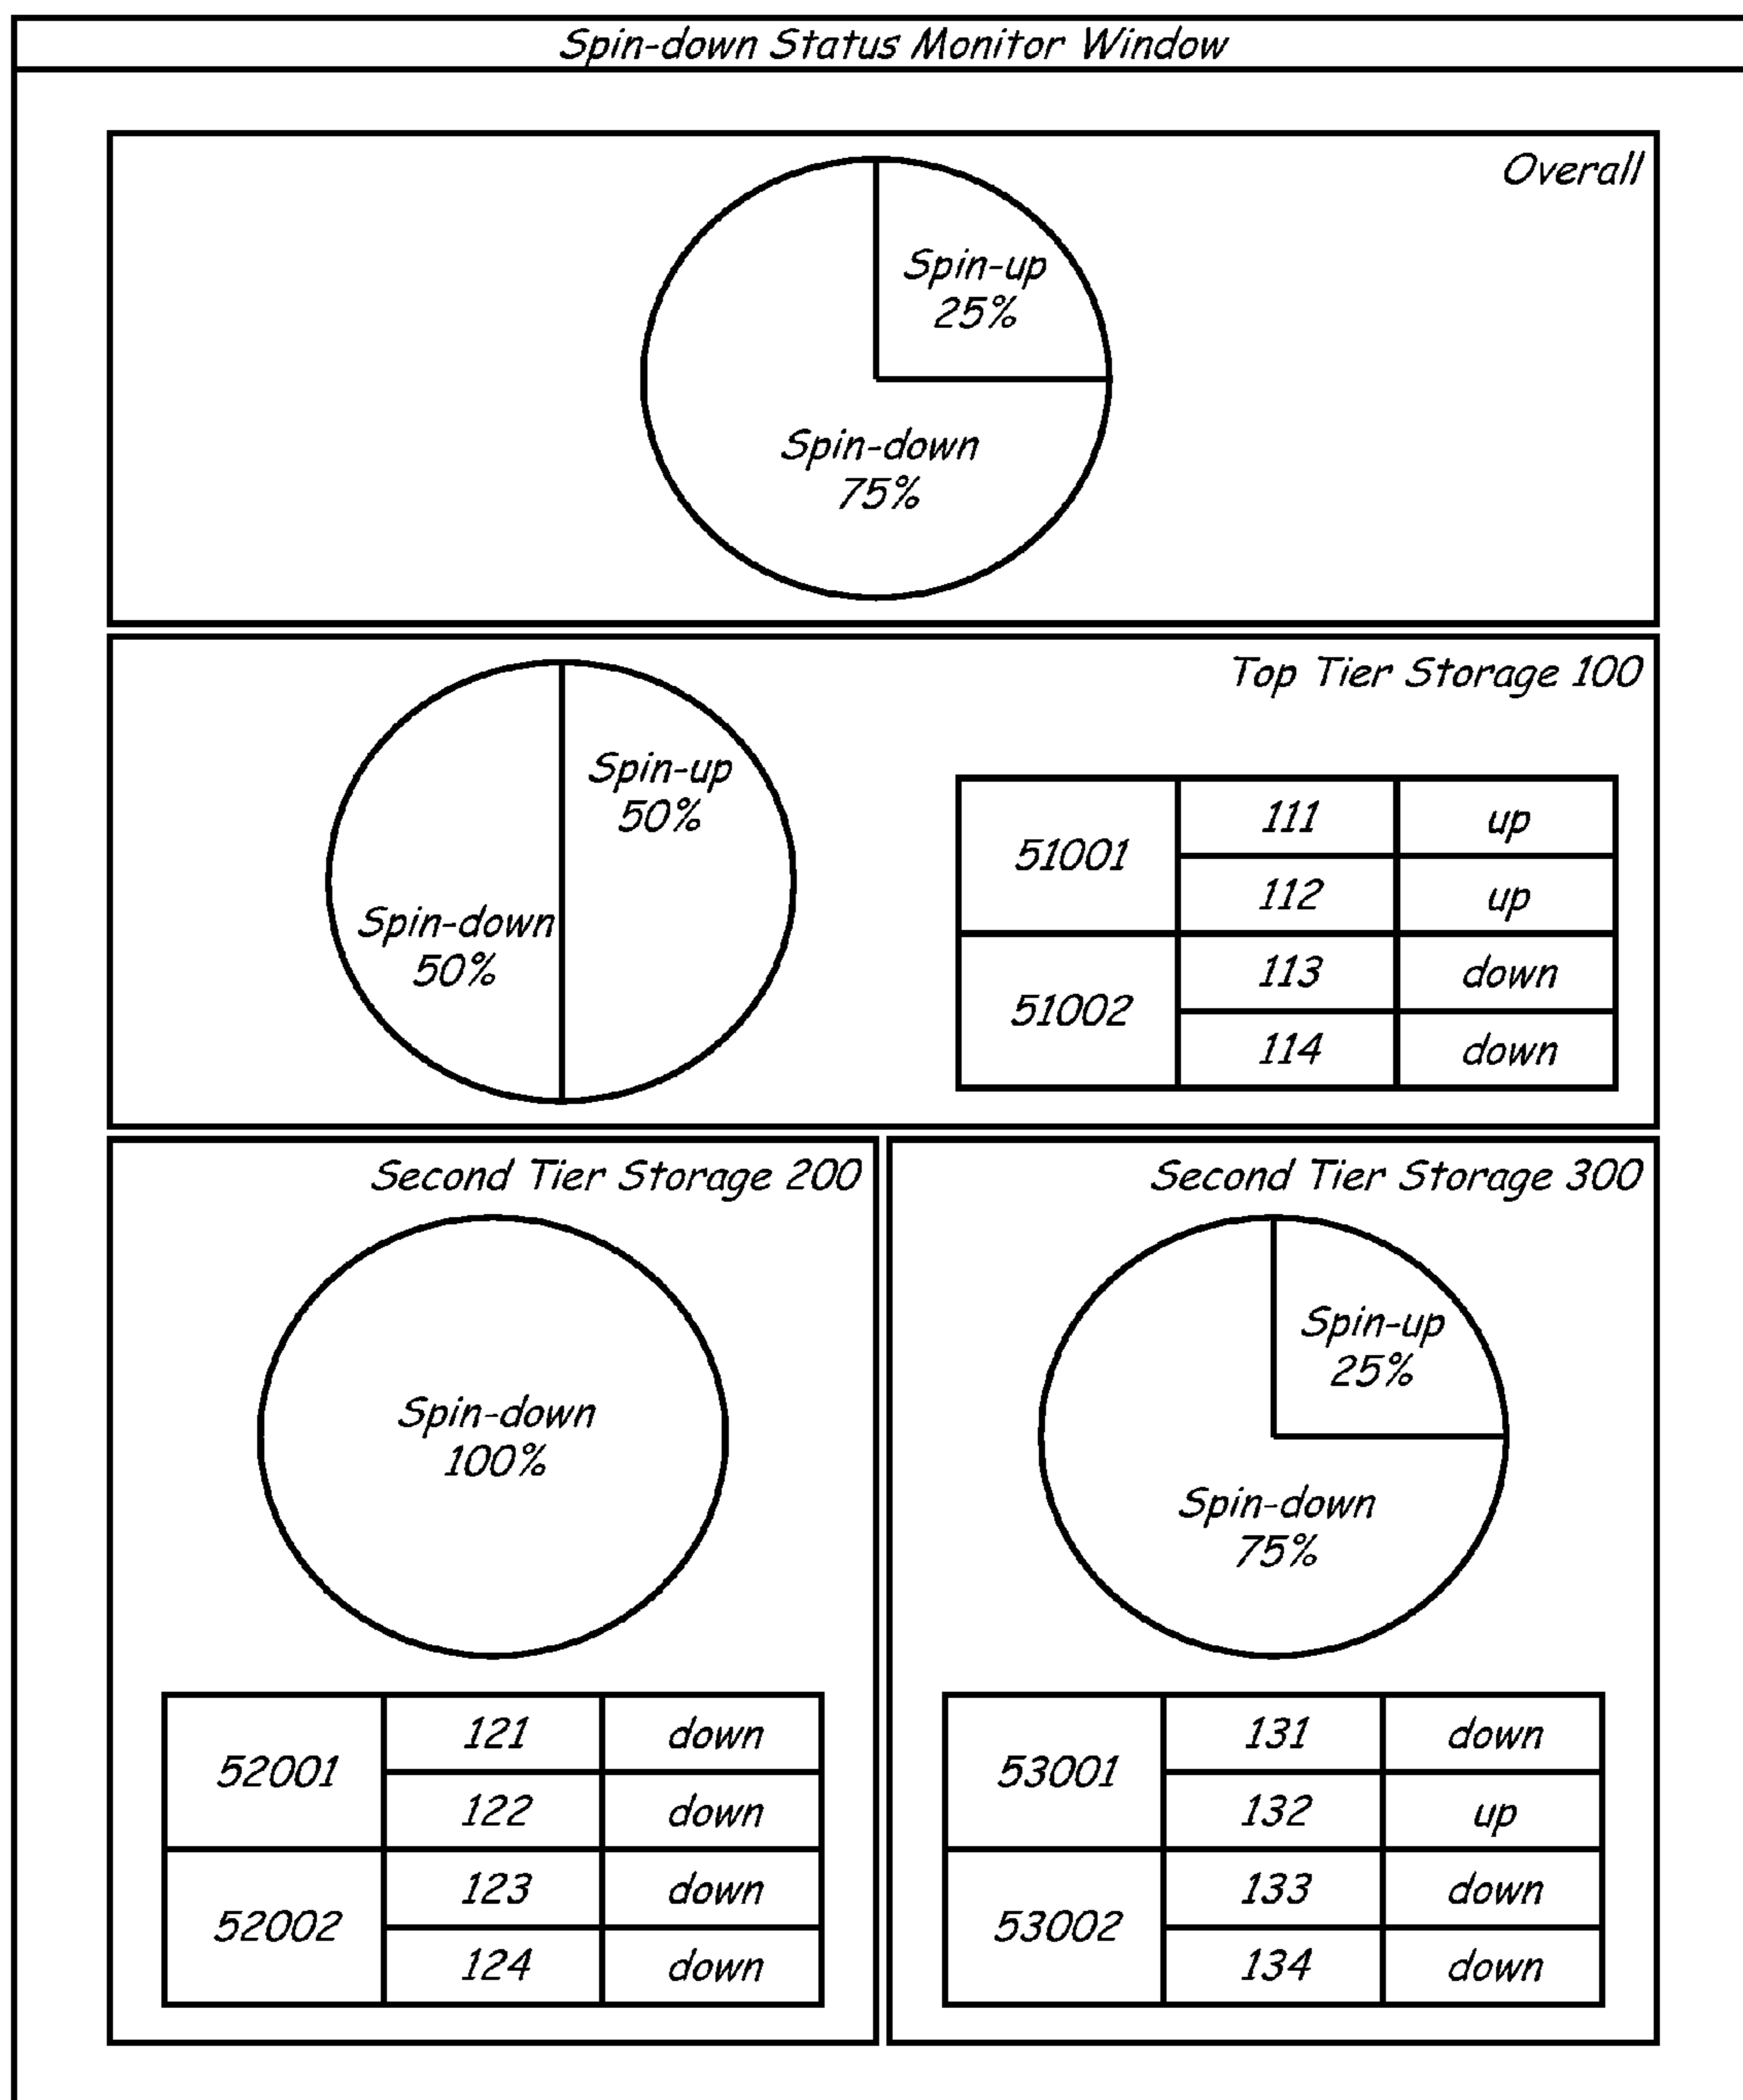 Spin-down Status Monitor Window
Overall
Spin-up
25%
Spin-down
75%
Top Tier Storage 100
Spin-up
50%
Spin-down
50%
51001 111 up
112 up
51002 113 down
114 down
Second Tier Storage 200
Spin-down
100%
52001 121 down
122 down
52002 123 down
124 down
Second Tier Storage 300
Spin-up
25%
Spin-down
75%
53001 131 down
132 up
53002 133 down
134 down